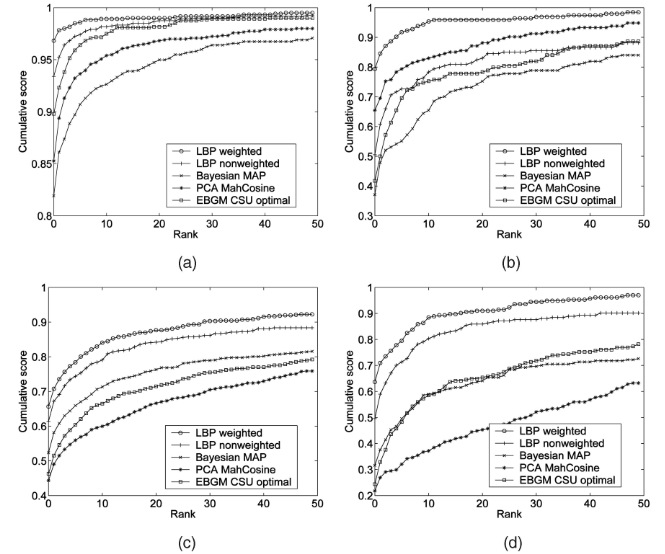 1
0.95
0.9
0.85
0.8
0 10 20 30 40 50
Rank
Cumulative score
LBP weighted
LBP nonweighted
Bayesian MAP
PCA MahCosine
EBGM CSU optimal
(a)
1
0.9
0.8
0.7
0.6
0.5
0.4
0.3
0 10 20 30 40 50
Rank
Cumulative score
LBP weighted
LBP nonweighted
Bayesian MAP
PCA MahCosine
EBGM CSU optimal
(b)
1
0.9
0.8
0.7
0.6
0.5
0.4
0 10 20 30 40 50
Rank
Cumulative score
LBP weighted
LBP nonweighted
Bayesian MAP
PCA MahCosine
EBGM CSU optimal
(c)
1
0.9
0.8
0.7
0.6
0.5
0.4
0.3
0.2
0 10 20 30 40 50
Rank
Cumulative score
LBP weighted
LBP nonweighted
Bayesian MAP
PCA MahCosine
EBGM CSU optimal
(d)